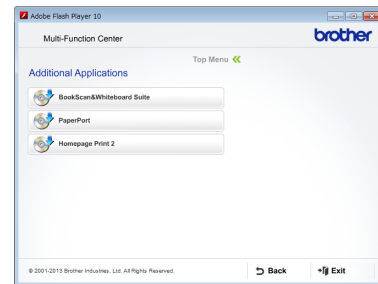 Adobe Flash Player 10
Multi-Function Center
brother
Top Menu
Additional Applications
BookScan&Whiteboard Suite
PaperPort
Homepage Print 2
© 2001-2013 Brother Industries, Ltd. All Rights Reserved.
Back
Exit